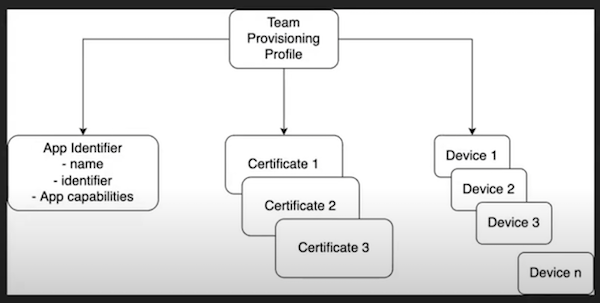 Team
Provisioning
Profile
App Identifier
- name
- identifier
- App capabilities
Certificate 1
Certificate 2
Certificate 3
Device 1
Device 2
Device 3
Device n